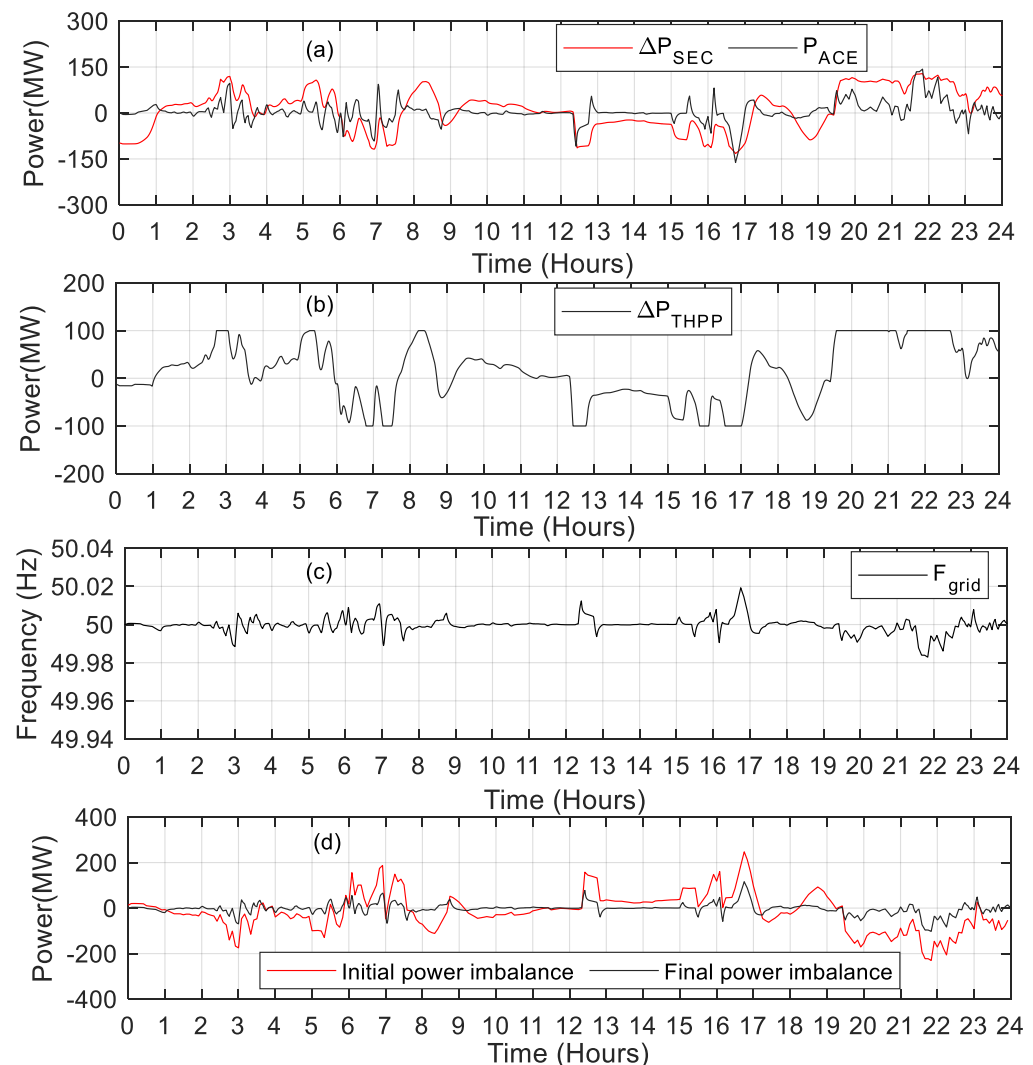 300
150
0
-150
-300
Power(MW)
(a)
ΔP_SEC P_ACE
0 1 2 3 4 5 6 7 8 9 10 11 12 13 14 15 16 17 18 19 20 21 22 23 24
Time (Hours)
200
100
0
-100
-200
Power(MW)
(b)
ΔP_THPP
0 1 2 3 4 5 6 7 8 9 10 11 12 13 14 15 16 17 18 19 20 21 22 23 24
Time (Hours)
50.04
50.02
50
49.98
49.96
49.94
Frequency (Hz)
(c)
F_grid
0 1 2 3 4 5 6 7 8 9 10 11 12 13 14 15 16 17 18 19 20 21 22 23 24
Time (Hours)
400
200
0
-200
-400
Power(MW)
(d)
Initial power imbalance Final power imbalance
0 1 2 3 4 5 6 7 8 9 10 11 12 13 14 15 16 17 18 19 20 21 22 23 24
Time (Hours)